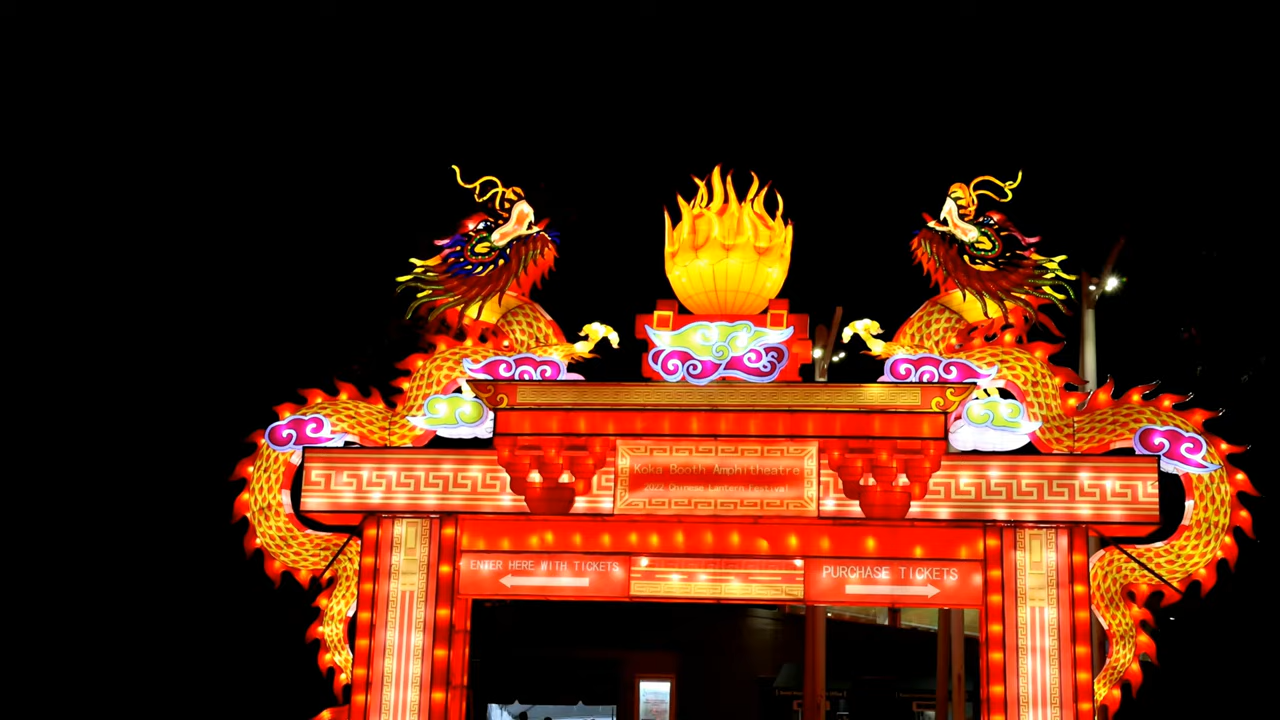 Koka Booth Amphitheatre
2022 Chinese Lantern Festival
ENTER HERE WITH TICKETS
PURCHASE TICKETS